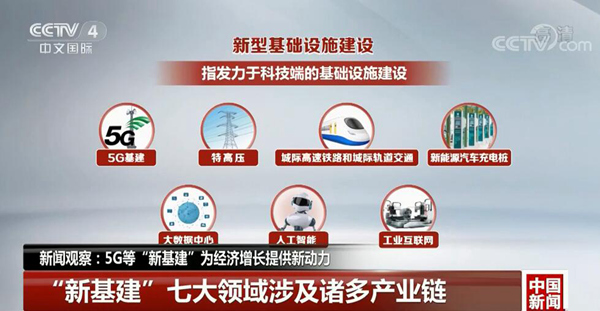 CCTV 4
中文国际
CCTV.com
新型基础设施建设
指发力于科技端的基础设施建设
5G
5G基建
特高压
城际高速铁路和城际轨道交通
新能源汽车充电桩
大数据中心
人工智能
工业互联网
新闻观察：5G等“新基建”为经济增长提供新动力
“新基建”七大领域涉及诸多产业链
中国
新闻